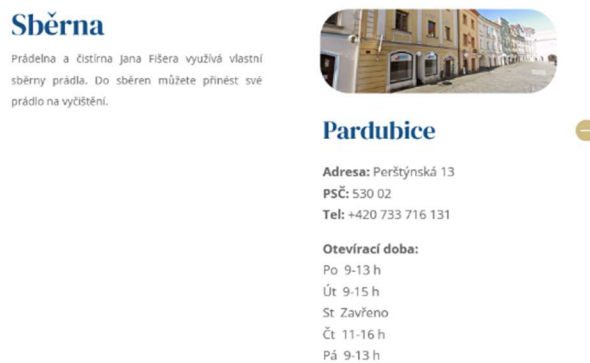 Sběrna
Prádelna a čistírna Jana Fišera využívá vlastní
sběrny prádla. Do sběren můžete přinést své
prádlo na vyčištění.
Pardubice
Adresa: Perštýnská 13
PSČ: 530 02
Tel: +420 733 716 131
Otevírací doba:
Po 9-13 h
Út 9-15 h
St Zavřeno
Čt 11-16 h
Pá 9-13 h